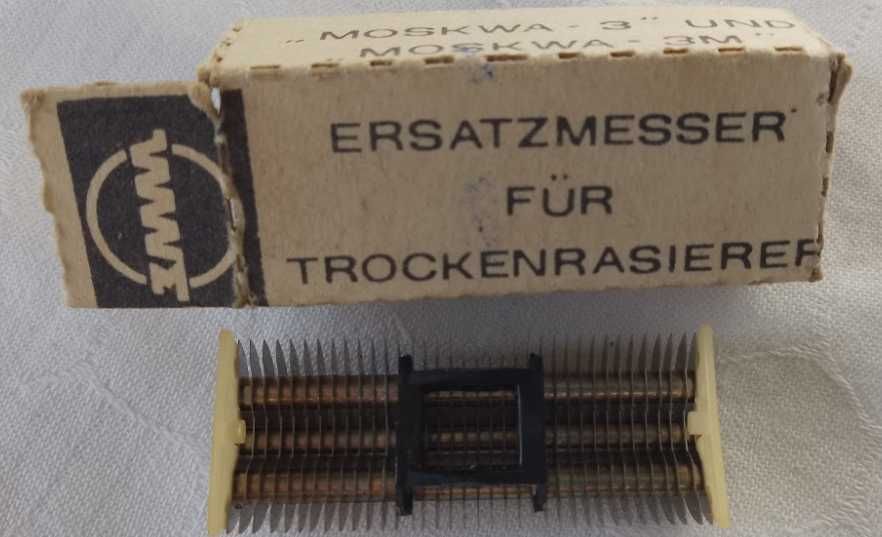 „MOSKWA - 3" UND
„MOSKWA - 3M"
ERSATZMESSER
FÜR
TROCKENRASIERER